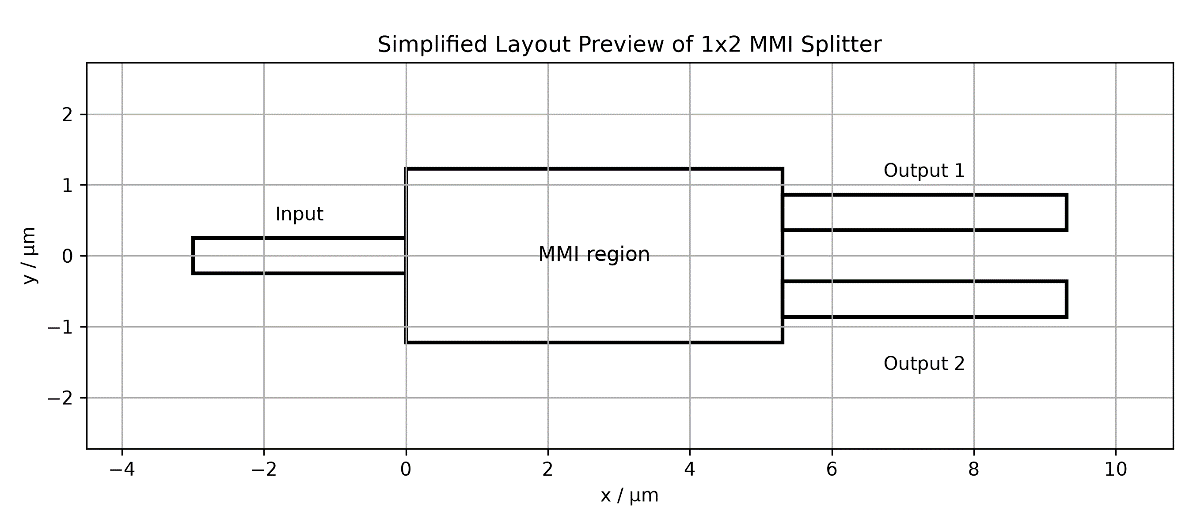 Simplified Layout Preview of 1x2 MMI Splitter
2
1
0
−1
−2
y / μm
Input
MMI region
Output 1
Output 2
−4 −2 0 2 4 6 8 10
x / μm